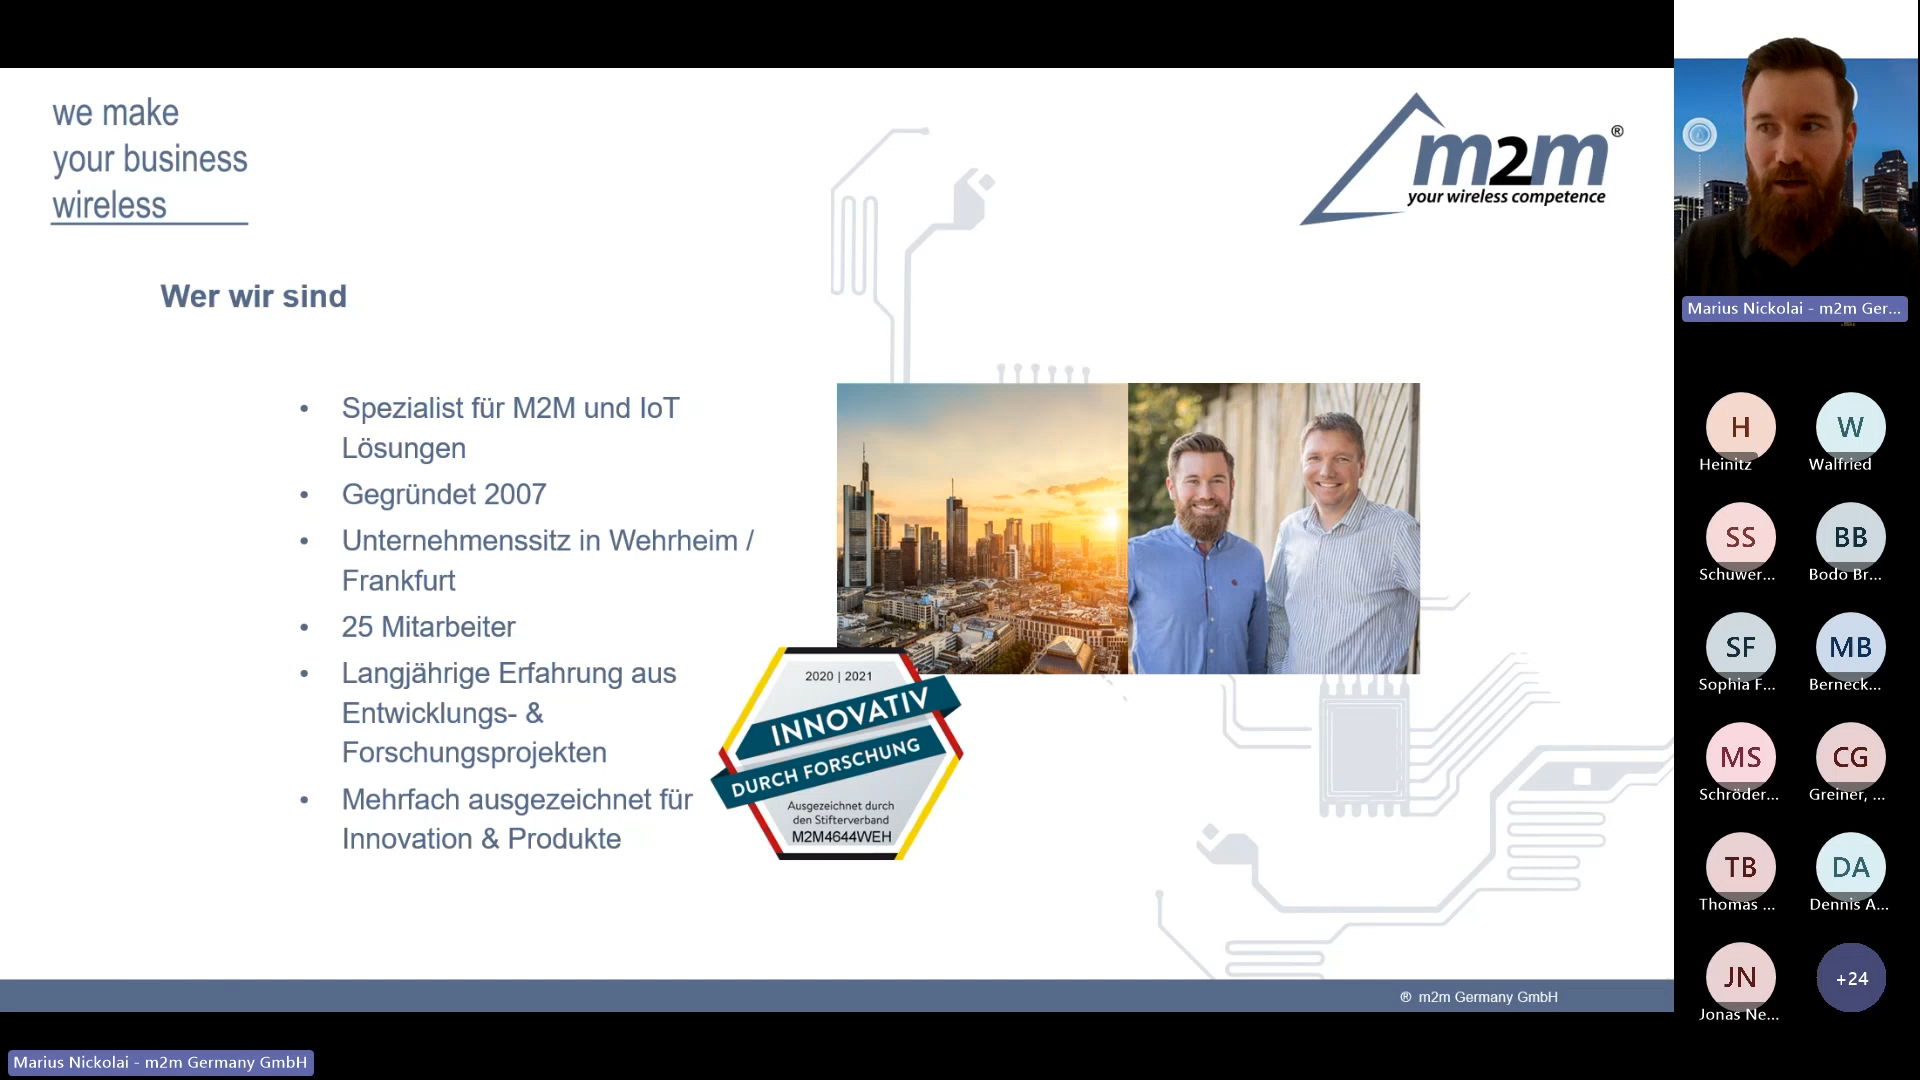 we make
your business
wireless
m2m®
your wireless competence
Wer wir sind
• Spezialist für M2M und IoT
Lösungen
• Gegründet 2007
• Unternehmenssitz in Wehrheim /
Frankfurt
• 25 Mitarbeiter
• Langjährige Erfahrung aus
Entwicklungs- &
Forschungsprojekten
• Mehrfach ausgezeichnet für
Innovation & Produkte
2020 | 2021
INNOVATIV
DURCH FORSCHUNG
Ausgezeichnet durch
den Stifterverband
M2M4644WEH
® m2m Germany GmbH
Marius Nickolai - m2m Germany GmbH
Marius Nickolai - m2m Ger...
H
Heinitz
W
Walfried
SS
Schuwer...
BB
Bodo Br...
SF
Sophia F...
MB
Berneck...
MS
Schröder...
CG
Greiner, ...
TB
Thomas ...
DA
Dennis A...
JN
Jonas Ne...
+24